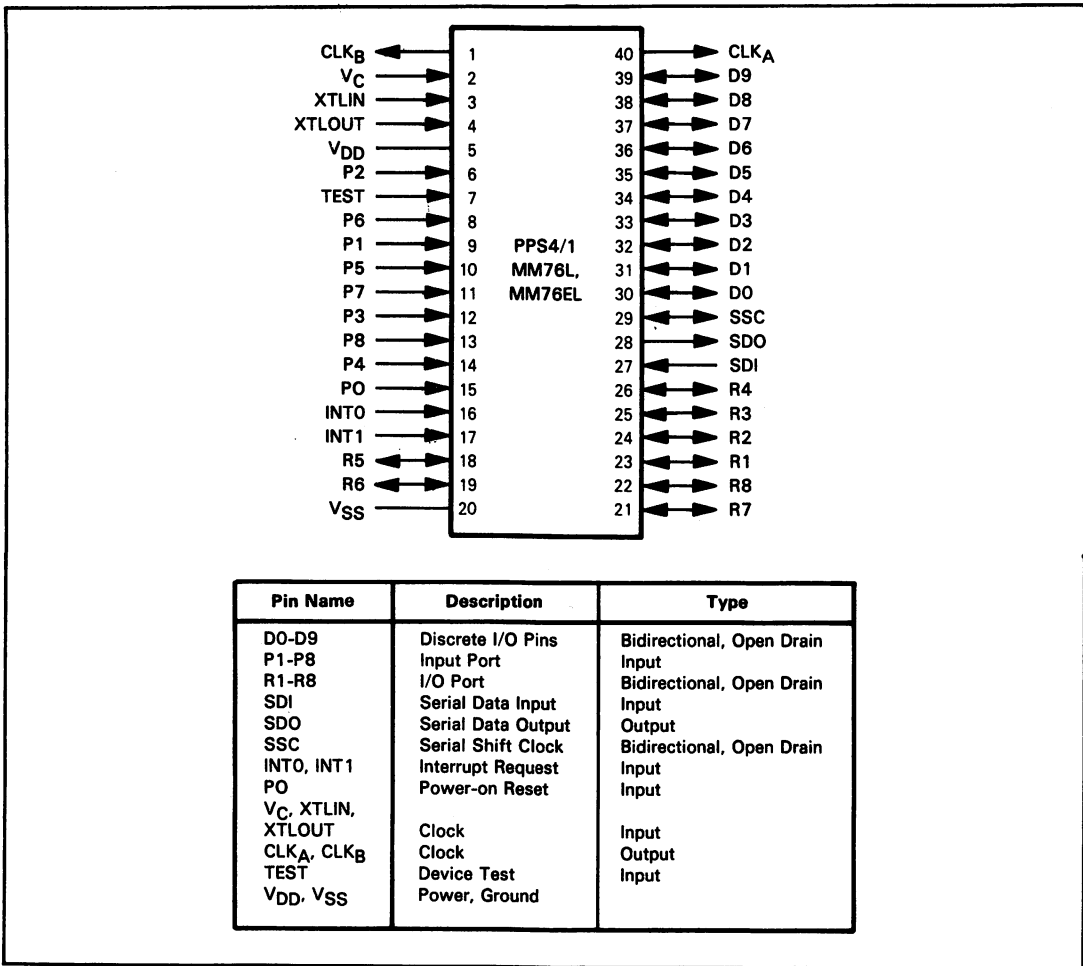 CLKB 1 40 CLKA
VC 2 39 D9
XTLIN 3 38 D8
XTLOUT 4 37 D7
VDD 5 36 D6
P2 6 35 D5
TEST 7 34 D4
P6 8 33 D3
P1 9 PPS4/1 32 D2
P5 10 MM76L, 31 D1
P7 11 MM76EL 30 D0
P3 12 29 SSC
P8 13 28 SDO
P4 14 27 SDI
PO 15 26 R4
INT0 16 25 R3
INT1 17 24 R2
R5 18 23 R1
R6 19 22 R8
VSS 20 21 R7
Pin Name Description Type
D0-D9 Discrete I/O Pins Bidirectional, Open Drain
P1-P8 Input Port Input
R1-R8 I/O Port Bidirectional, Open Drain
SDI Serial Data Input Input
SDO Serial Data Output Output
SSC Serial Shift Clock Bidirectional, Open Drain
INT0, INT1 Interrupt Request Input
PO Power-on Reset Input
VC, XTLIN,
XTLOUT Clock Input
CLKA, CLKB Clock Output
TEST Device Test Input
VDD, VSS Power, Ground